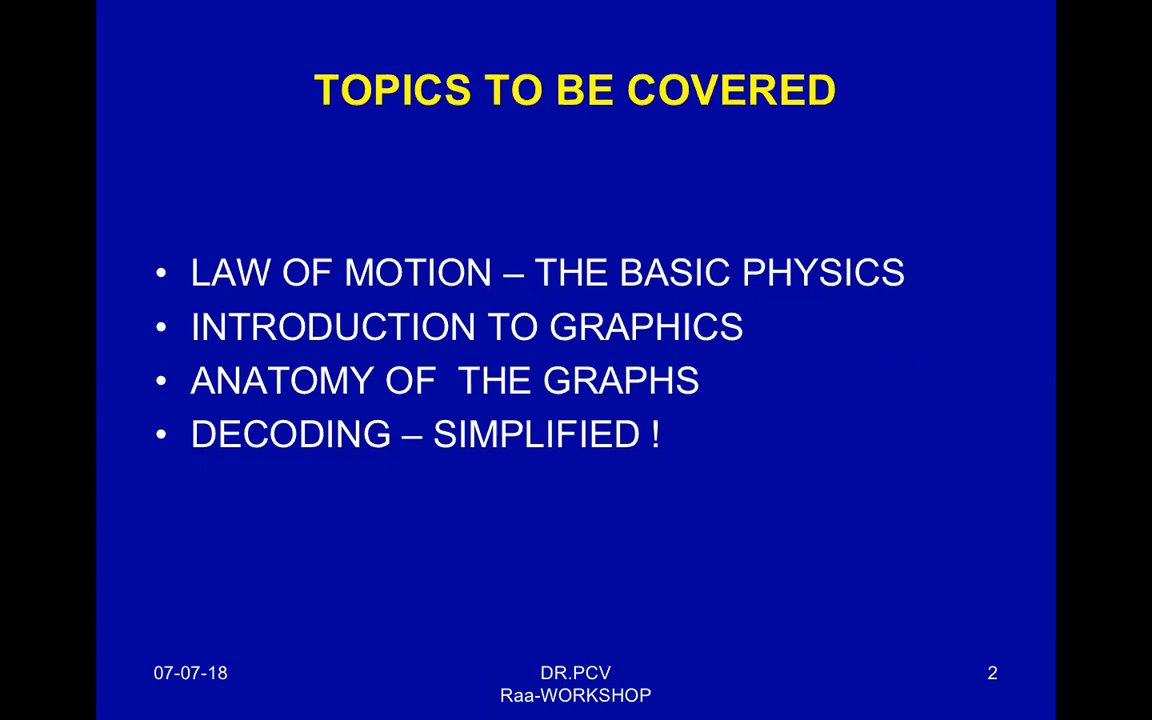 TOPICS TO BE COVERED
• LAW OF MOTION – THE BASIC PHYSICS
• INTRODUCTION TO GRAPHICS
• ANATOMY OF  THE GRAPHS
• DECODING – SIMPLIFIED !
07-07-18
DR.PCV
Raa-WORKSHOP
2